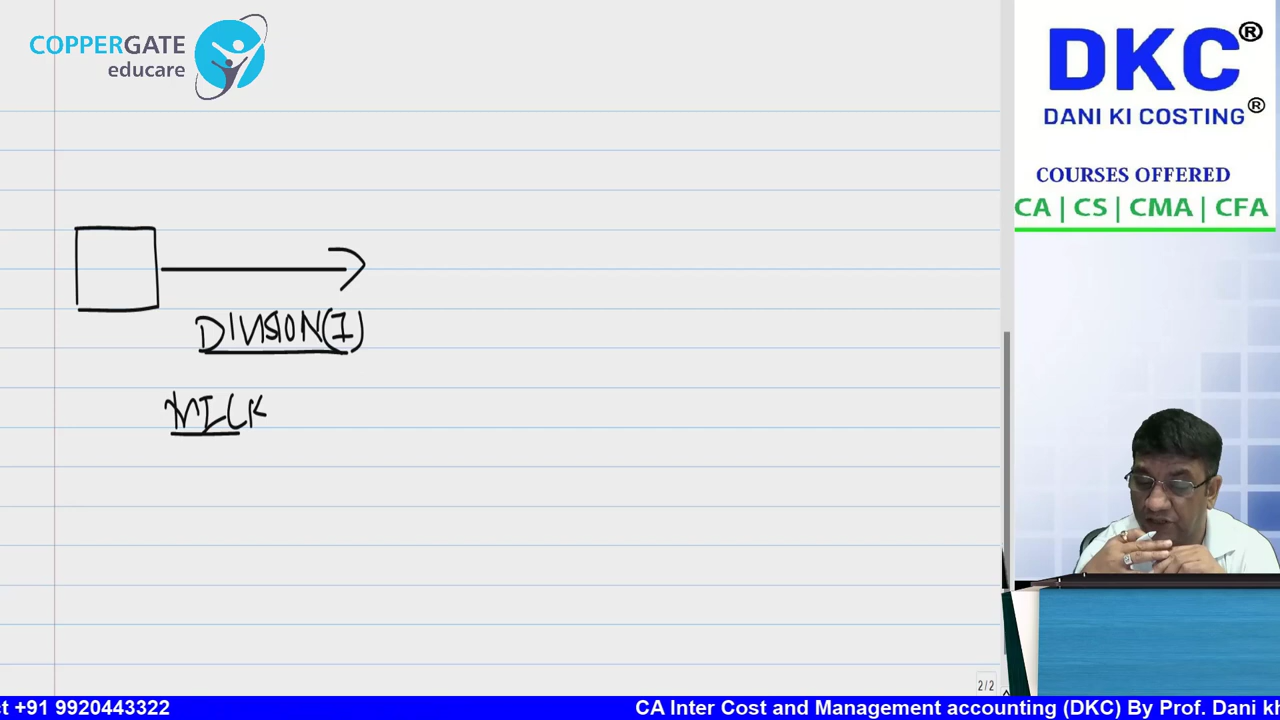 COPPERGATE
educare
DKC®
DANI KI COSTING®
COURSES OFFERED
CA | CS | CMA | CFA
DIVISION(I)
MILK
2/2
ct +91 9920443322
CA Inter Cost and Management accounting (DKC) By Prof. Dani kh